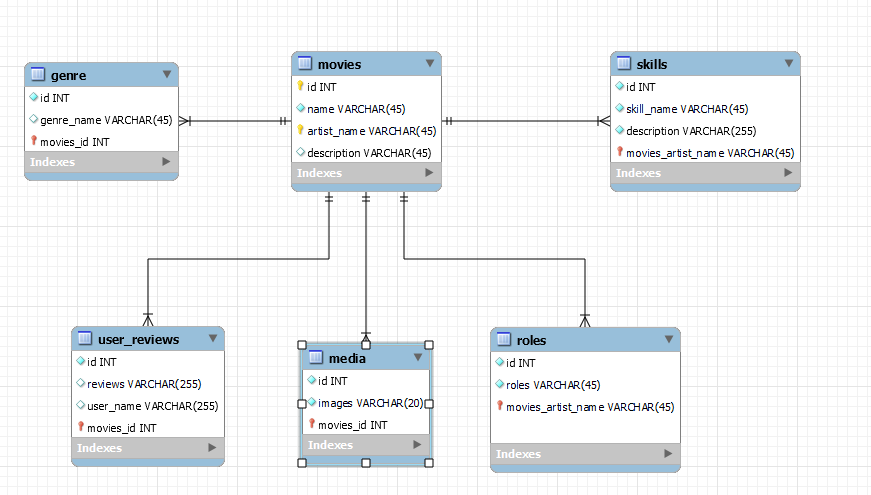 genre
id INT
genre_name VARCHAR(45)
movies_id INT
Indexes
movies
id INT
name VARCHAR(45)
artist_name VARCHAR(45)
description VARCHAR(45)
Indexes
skills
id INT
skill_name VARCHAR(45)
description VARCHAR(255)
movies_artist_name VARCHAR(45)
Indexes
user_reviews
id INT
reviews VARCHAR(255)
user_name VARCHAR(255)
movies_id INT
Indexes
media
id INT
images VARCHAR(20)
movies_id INT
Indexes
roles
id INT
roles VARCHAR(45)
movies_artist_name VARCHAR(45)
Indexes